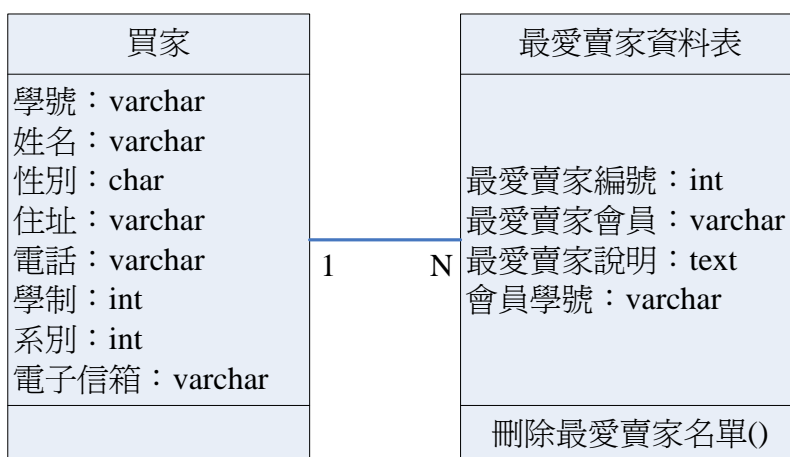 買家
學號：varchar
姓名：varchar
性別：char
住址：varchar
電話：varchar
學制：int
系別：int
電子信箱：varchar
1
N
最愛賣家資料表
最愛賣家編號：int
最愛賣家會員：varchar
最愛賣家說明：text
會員學號：varchar
刪除最愛賣家名單()